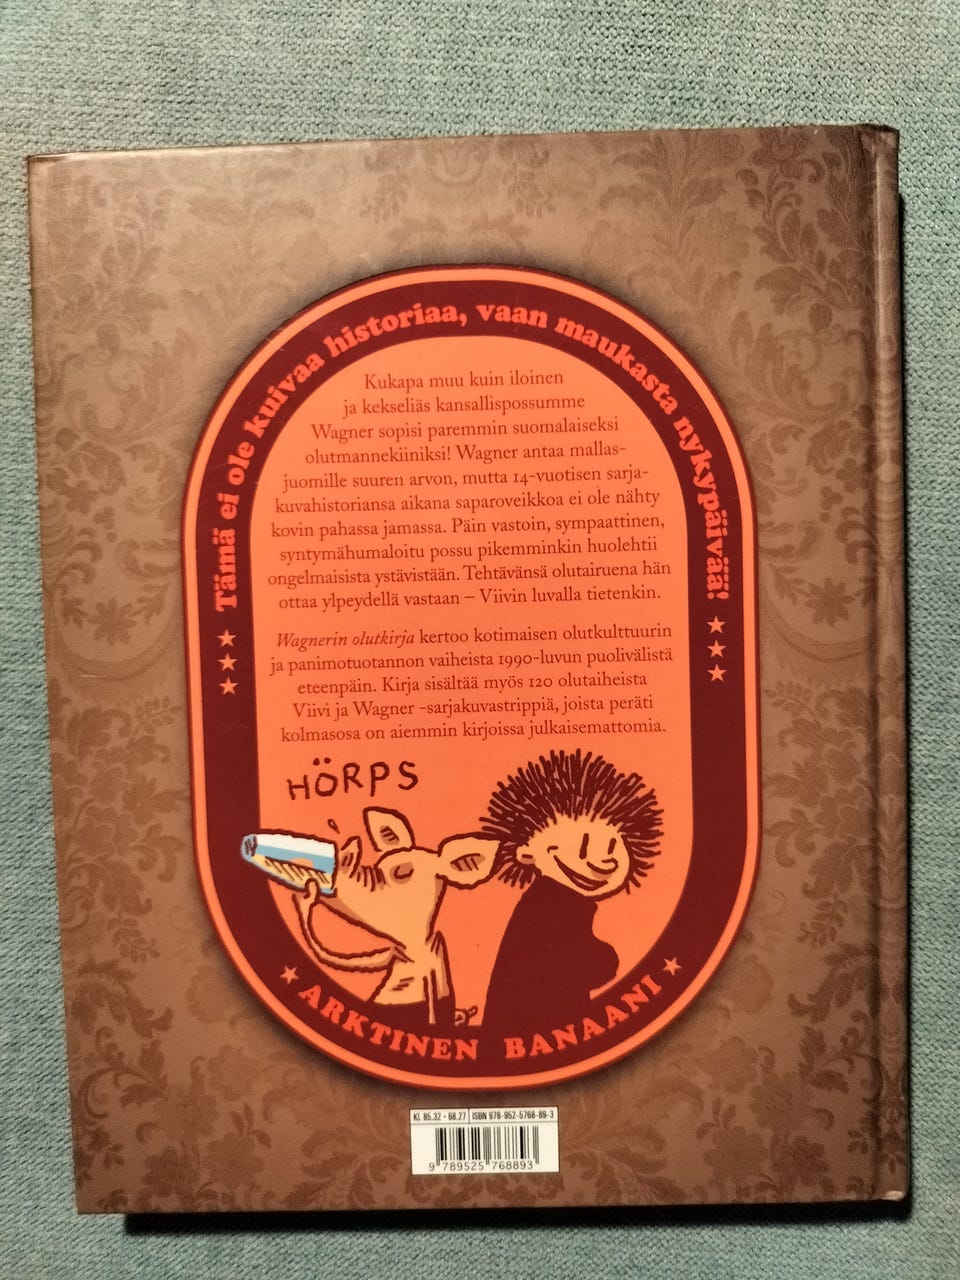 Tämä ei ole kuivaa historiaa, vaan maukasta nykypäivää!
Kukapa muu kuin iloinen
ja kekseliäs kansallispossumme
Wagner sopisi paremmin suomalaiseksi
olutmannekiiniksi! Wagner antaa mallas-
juomille suuren arvon, mutta 14-vuotisen sarja-
kuvahistoriansa aikana saparoveikkoa ei ole nähty
kovin pahassa jamassa. Päin vastoin, sympaattinen,
syntymähumaloitu possu pikemminkin huolehtii
ongelmaisista ystävistään. Tehtävänsä olutairuena hän
ottaa ylpeydellä vastaan – Viivin luvalla tietenkin.
Wagnerin olutkirja kertoo kotimaisen olutkulttuurin
ja panimotuotannon vaiheista 1990-luvun puolivälistä
eteenpäin. Kirja sisältää myös 120 olutaiheista
Viivi ja Wagner -sarjakuvastrippiä, joista peräti
kolmasosa on aiemmin kirjoissa julkaisemattomia.
HÖRPS
ARKTINEN BANAANI
KL 85.32 - 68.27 ISBN 978-952-5768-89-3
9 789525 768893